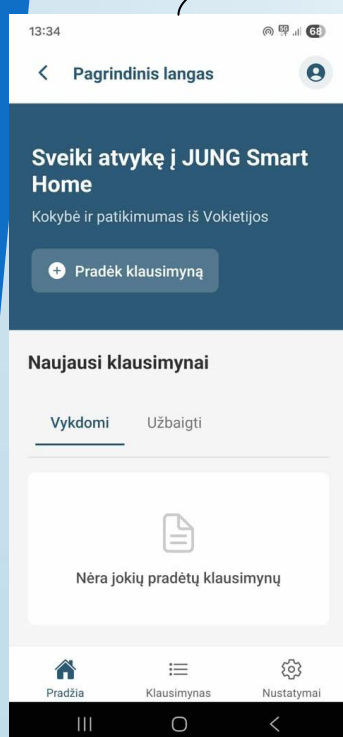 13:34
5G
68
Pagrindinis langas
Sveiki atvykę į JUNG Smart
Home
Kokybė ir patikimumas iš Vokietijos
Pradėk klausimyną
Naujausi klausimynai
Vykdomi Užbaigti
Nėra jokių pradėtų klausimynų
Pradžia Klausimynas Nustatymai